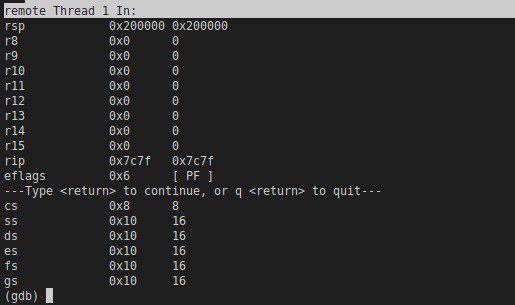 remote Thread 1 In:
rsp 0x200000 0x200000
r8 0x0 0
r9 0x0 0
r10 0x0 0
r11 0x0 0
r12 0x0 0
r13 0x0 0
r14 0x0 0
r15 0x0 0
rip 0x7c7f 0x7c7f
eflags 0x6 [ PF ]
---Type <return> to continue, or q <return> to quit---
cs 0x8 8
ss 0x10 16
ds 0x10 16
es 0x10 16
fs 0x10 16
gs 0x10 16
(gdb)